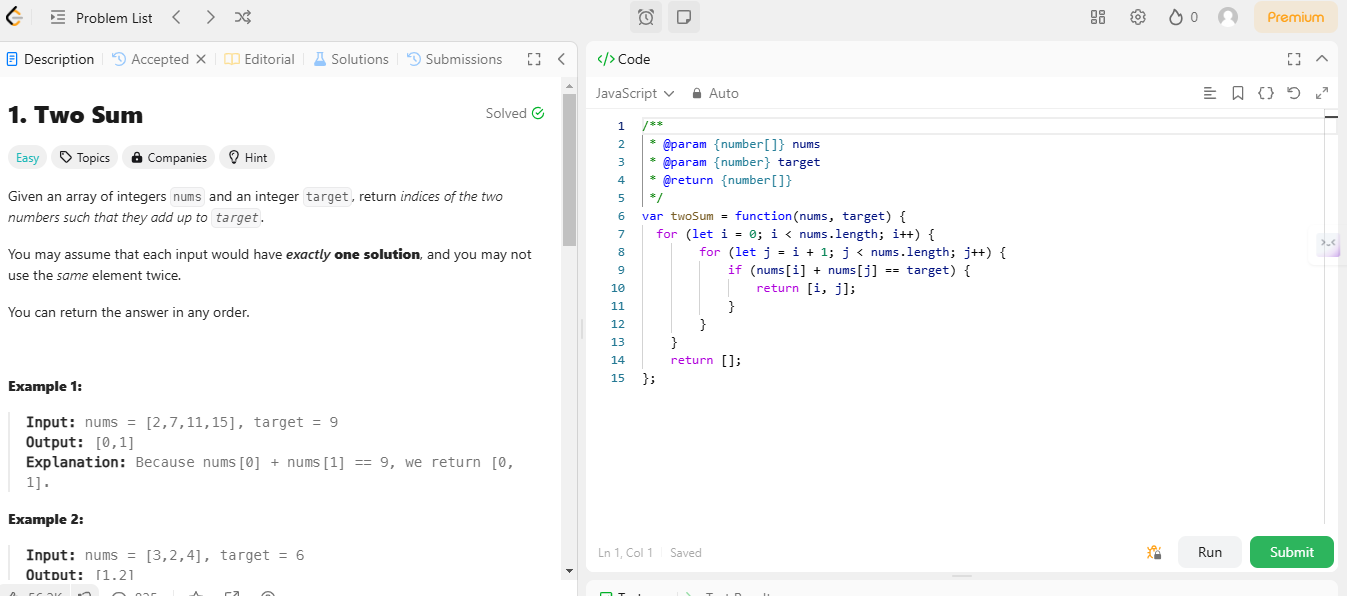 Problem List
0
Premium
Description
Accepted
Editorial
Solutions
Submissions
1. Two Sum
Solved
Easy
Topics
Companies
Hint
Given an array of integers nums and an integer target, return indices of the two
numbers such that they add up to target.
You may assume that each input would have exactly one solution, and you may not
use the same element twice.
You can return the answer in any order.
Example 1:
Input: nums = [2,7,11,15], target = 9
Output: [0,1]
Explanation: Because nums[0] + nums[1] == 9, we return [0,
1].
Example 2:
Input: nums = [3,2,4], target = 6
Output: [1,2]
</> Code
JavaScript
Auto
1 /**
2 * @param {number[]} nums
3 * @param {number} target
4 * @return {number[]}
5 */
6 var twoSum = function(nums, target) {
7 for (let i = 0; i < nums.length; i++) {
8 for (let j = i + 1; j < nums.length; j++) {
9 if (nums[i] + nums[j] == target) {
10 return [i, j];
11 }
12 }
13 }
14 return [];
15 };
Ln 1, Col 1
Saved
Run
Submit